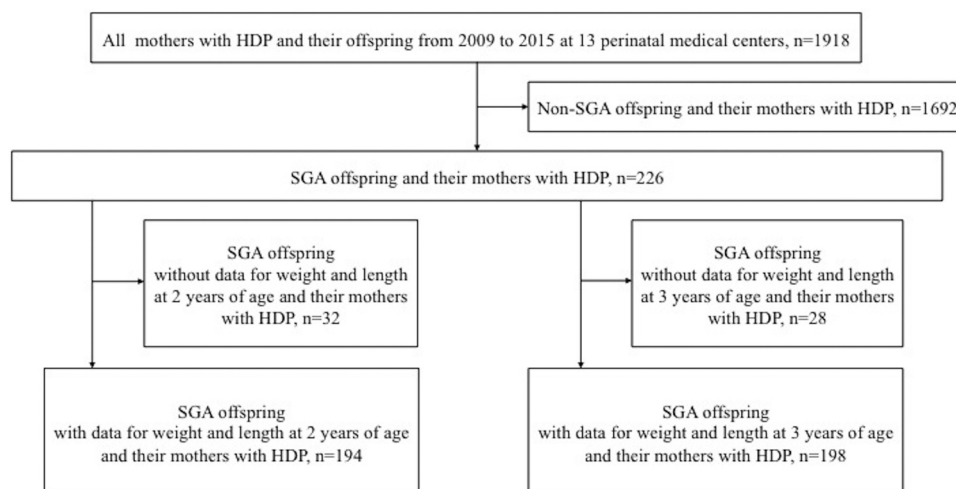 All mothers with HDP and their offspring from 2009 to 2015 at 13 perinatal medical centers, n=1918
Non-SGA offspring and their mothers with HDP, n=1692
SGA offspring and their mothers with HDP, n=226
SGA offspring
without data for weight and length
at 2 years of age and their mothers
with HDP, n=32
SGA offspring
without data for weight and length
at 3 years of age and their mothers
with HDP, n=28
SGA offspring
with data for weight and length at 2 years of age
and their mothers with HDP, n=194
SGA offspring
with data for weight and length at 3 years of age
and their mothers with HDP, n=198